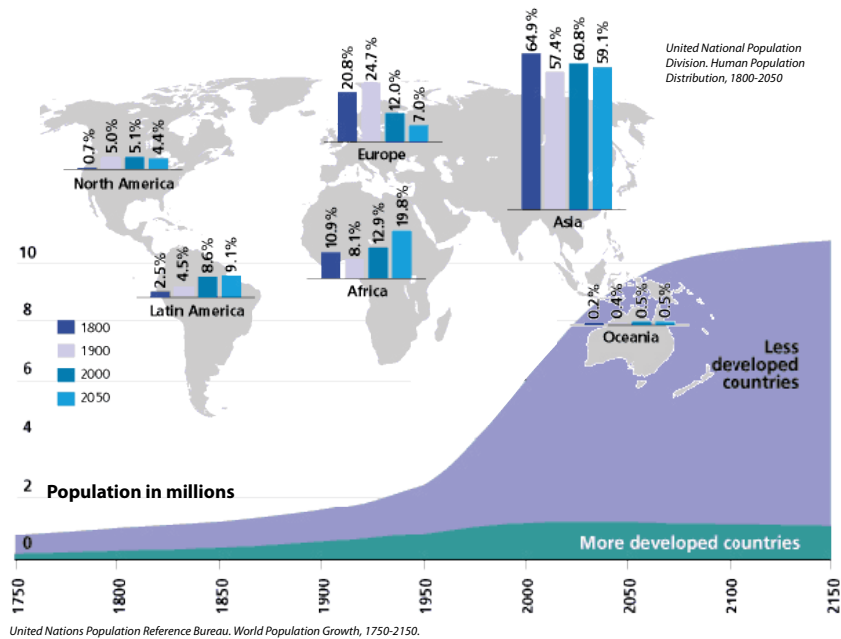 United National Population
Division. Human Population
Distribution, 1800-2050
0.7%
5.0%
5.1%
4.4%
North America
20.8%
24.7%
12.0%
7.0%
Europe
64.9%
57.4%
60.8%
59.1%
Asia
2.5%
4.5%
8.6%
9.1%
Latin America
10.9%
8.1%
12.9%
19.8%
Africa
0.2%
0.4%
0.5%
0.5%
Oceania
1800
1900
2000
2050
10
8
6
4
2
0
Population in millions
Less
developed
countries
More developed countries
1750
1800
1850
1900
1950
2000
2050
2100
2150
United Nations Population Reference Bureau. World Population Growth, 1750-2150.